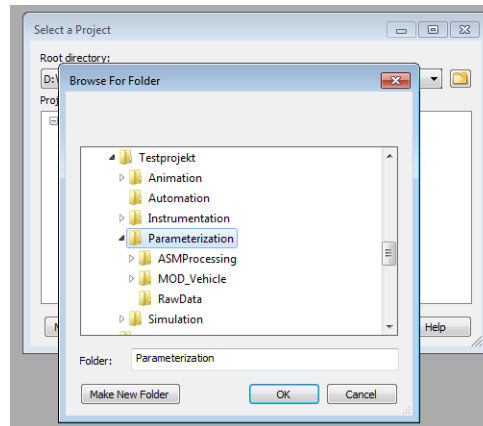 Select a Project
Root directory:
D:\
Browse For Folder
Testprojekt
Animation
Automation
Instrumentation
Parameterization
ASMProcessing
MOD_Vehicle
RawData
Simulation
Folder: Parameterization
Make New Folder OK Cancel
Help